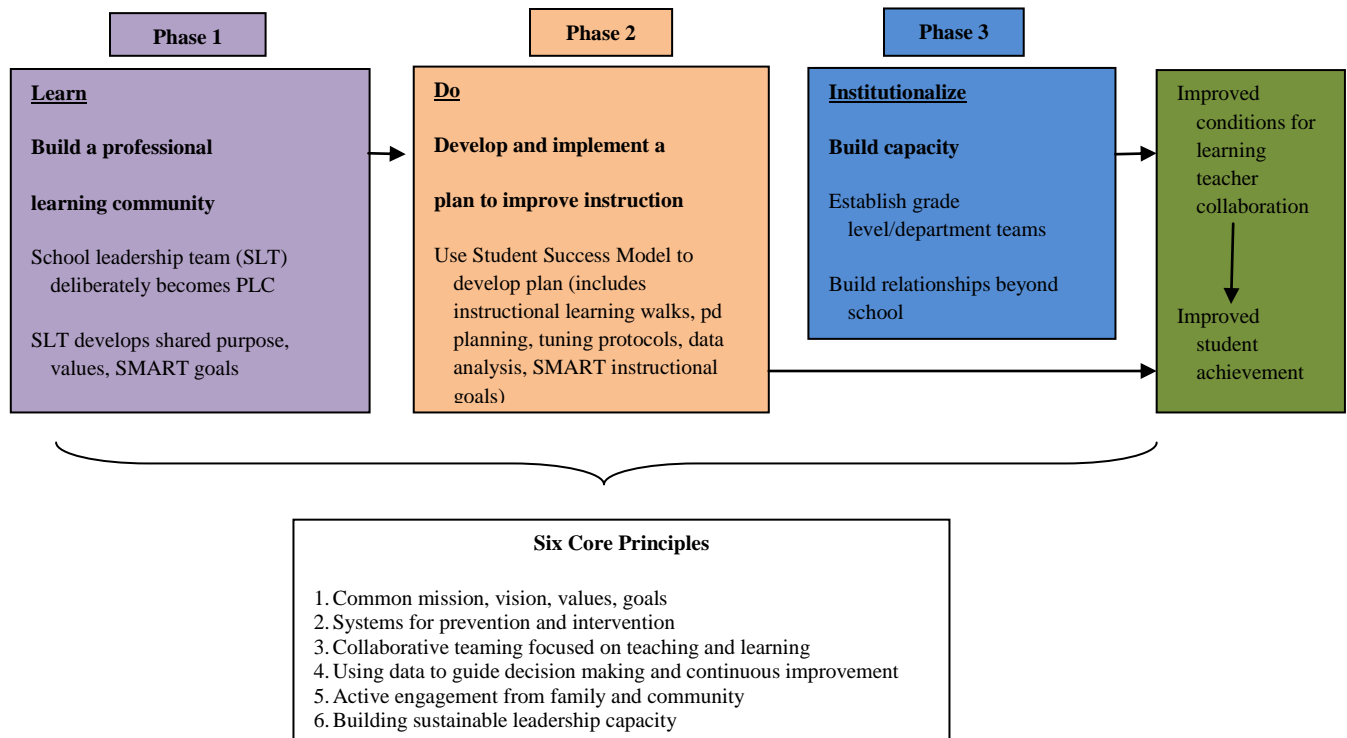 Phase 1
Learn
Build a professional
learning community
School leadership team (SLT)
deliberately becomes PLC
SLT develops shared purpose,
values, SMART goals
Phase 2
Do
Develop and implement a
plan to improve instruction
Use Student Success Model to
develop plan (includes
instructional learning walks, pd
planning, tuning protocols, data
analysis, SMART instructional
goals)
Phase 3
Institutionalize
Build capacity
Establish grade
level/department teams
Build relationships beyond
school
Improved
conditions for
learning
teacher
collaboration
Improved
student
achievement
Six Core Principles
1. Common mission, vision, values, goals
2. Systems for prevention and intervention
3. Collaborative teaming focused on teaching and learning
4. Using data to guide decision making and continuous improvement
5. Active engagement from family and community
6. Building sustainable leadership capacity